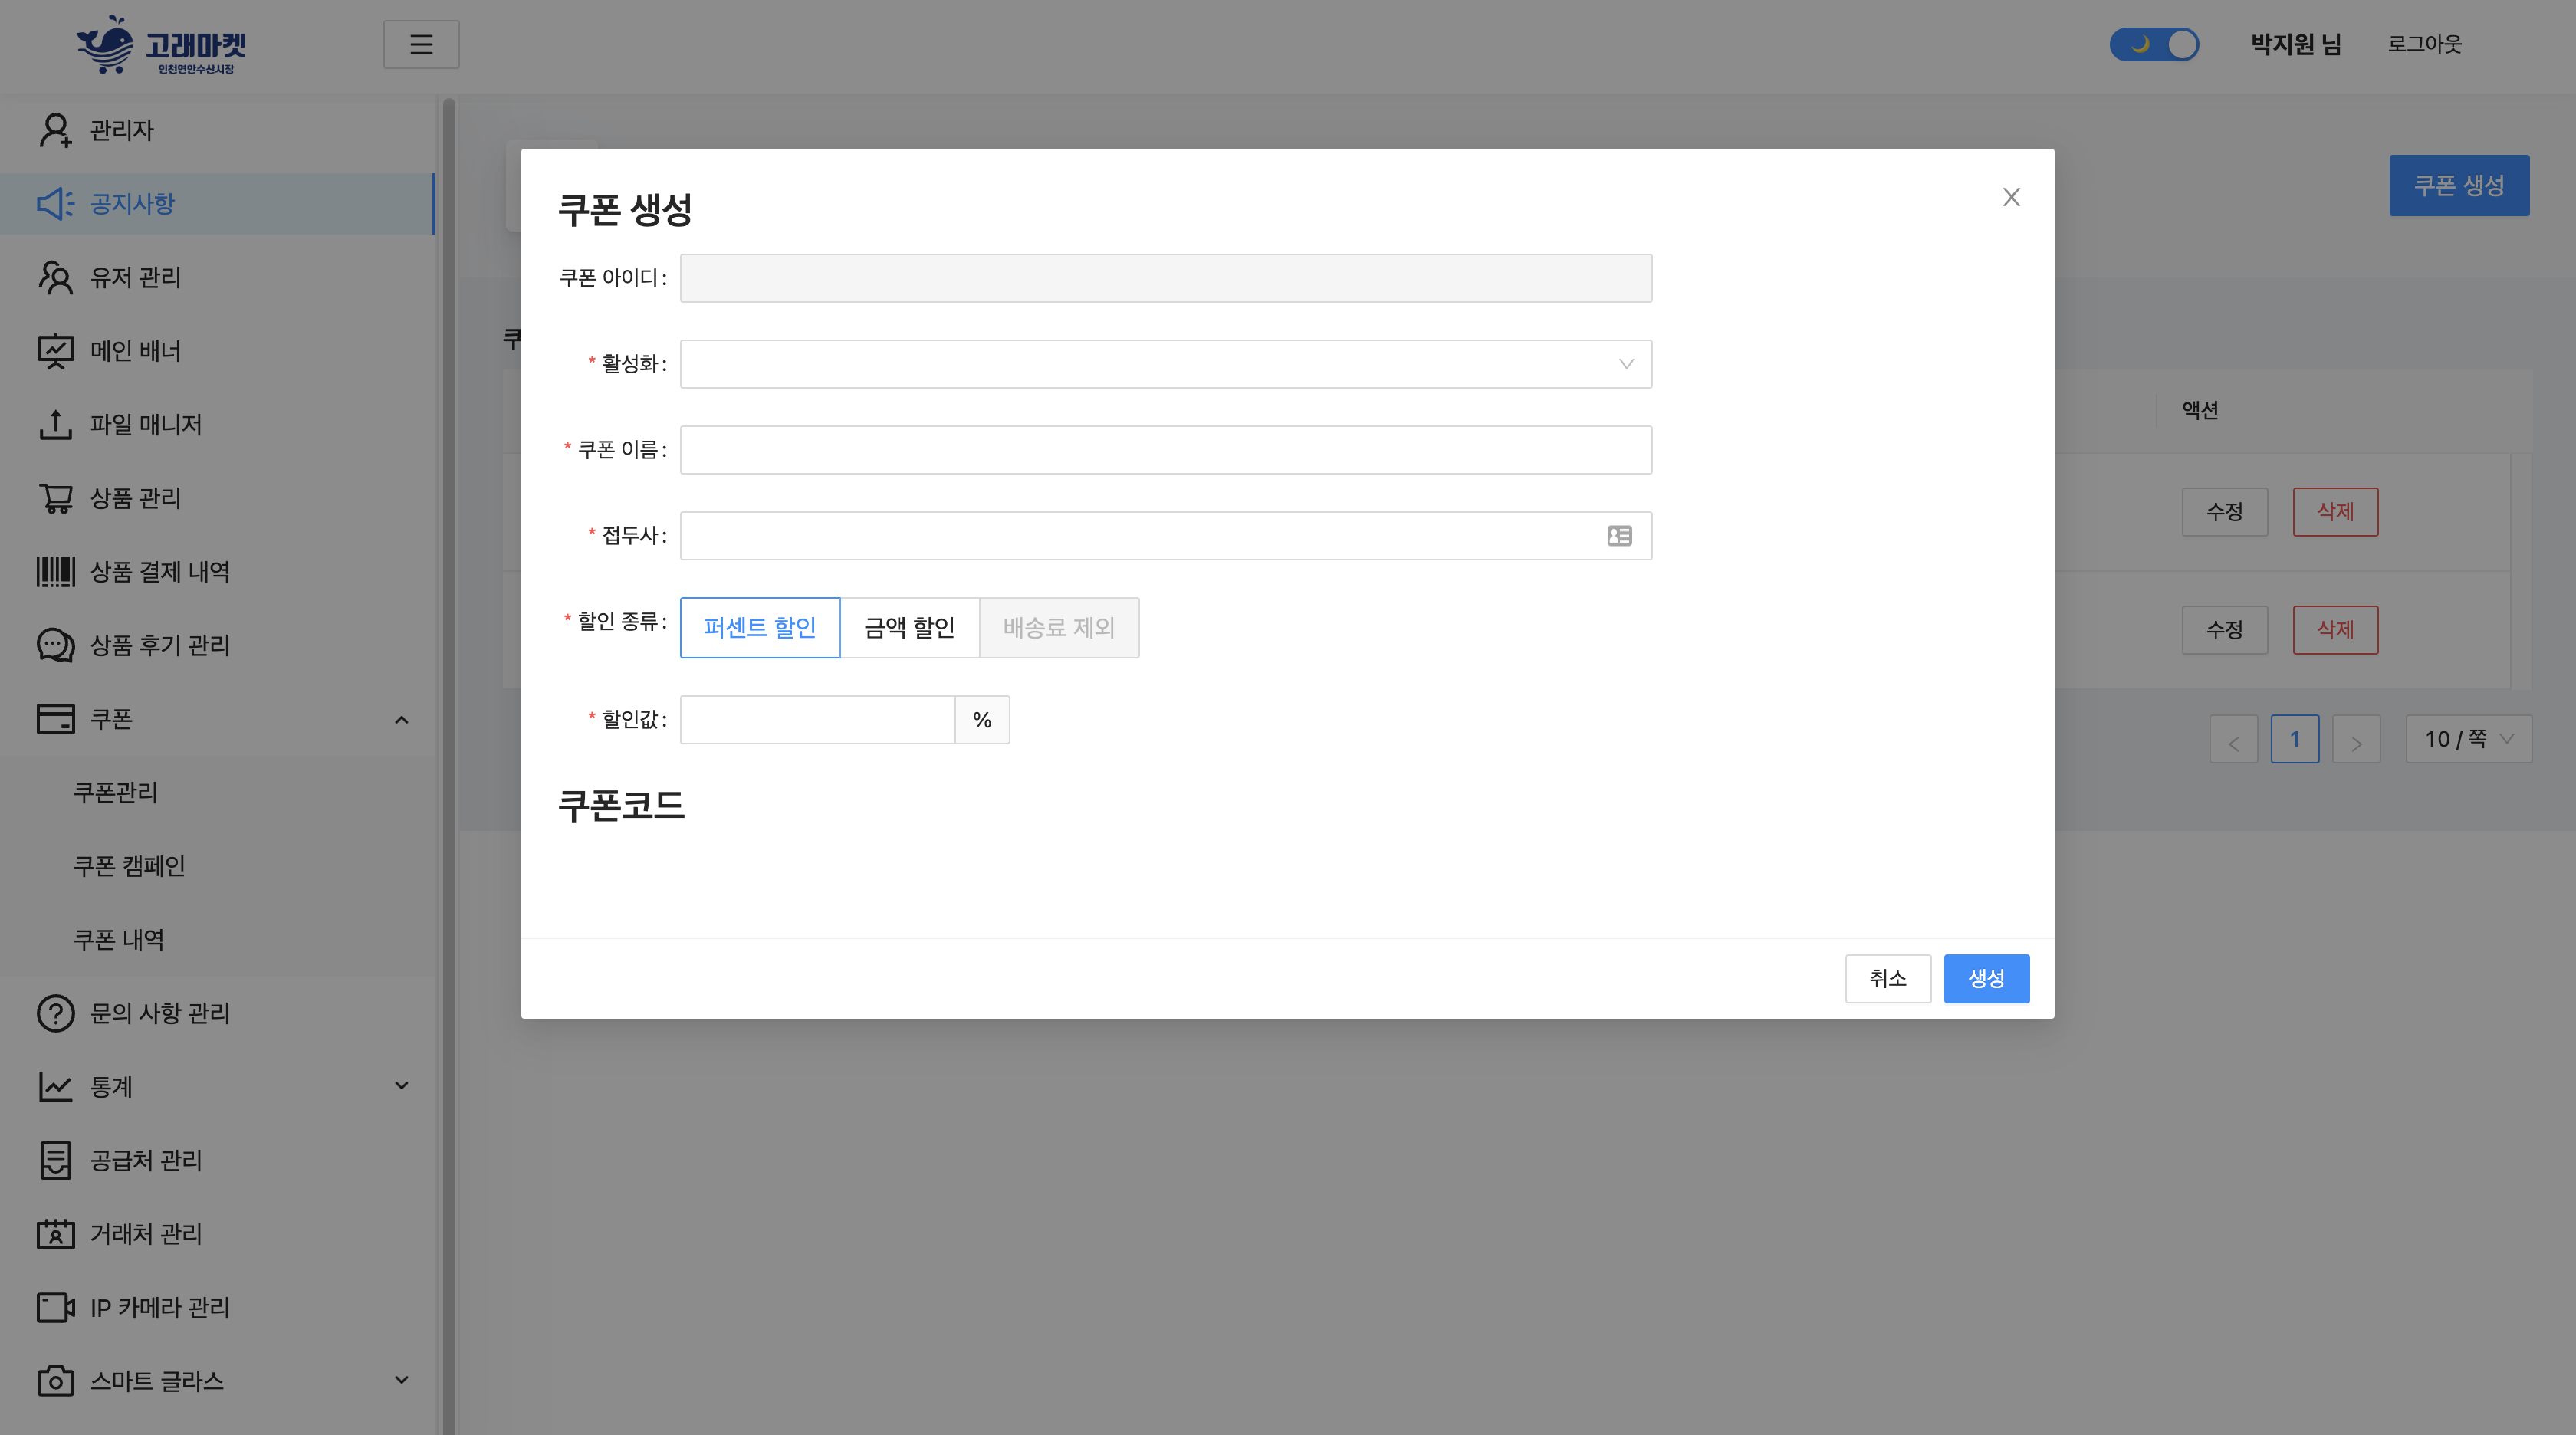 고래마켓
인천연안수산시장
박지원 님
로그아웃
관리자
공지사항
유저 관리
메인 배너
파일 매니저
상품 관리
상품 결제 내역
상품 후기 관리
쿠폰
쿠폰관리
쿠폰 캠페인
쿠폰 내역
문의 사항 관리
통계
공급처 관리
거래처 관리
IP 카메라 관리
스마트 글라스
쿠폰 생성
쿠폰 생성
쿠폰 아이디 :
* 활성화 :
* 쿠폰 이름 :
* 접두사 :
* 할인 종류 : 퍼센트 할인 금액 할인 배송료 제외
* 할인값 : %
쿠폰코드
취소 생성
액션
수정 삭제
수정 삭제
< 1 > 10 / 쪽